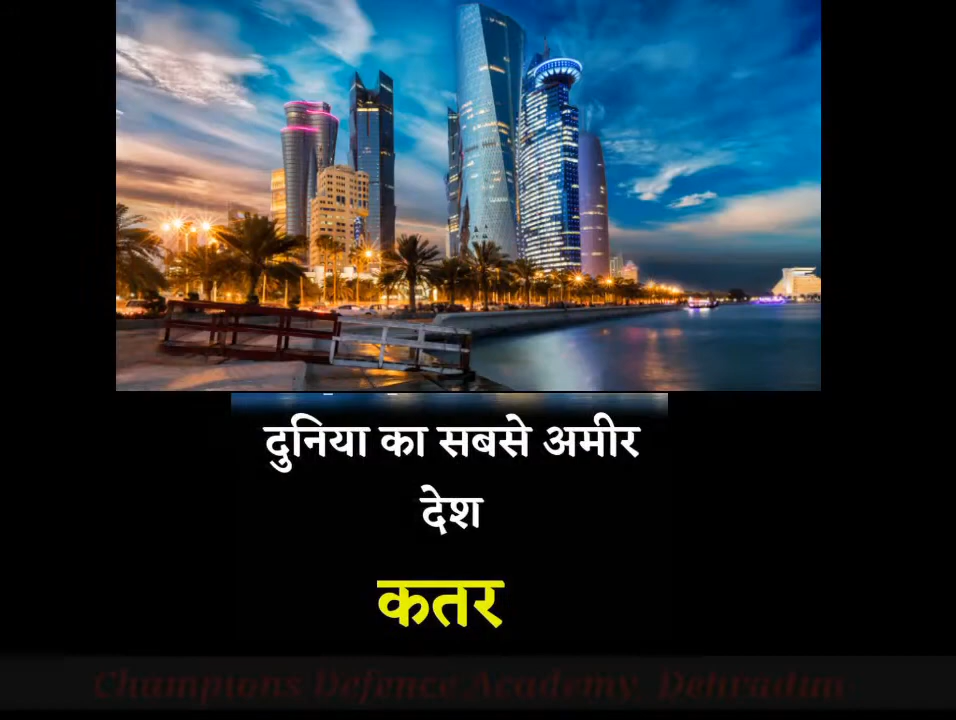 दुनिया का सबसे अमीर
देश
कतर
Champions Defence Academy, Dehradun